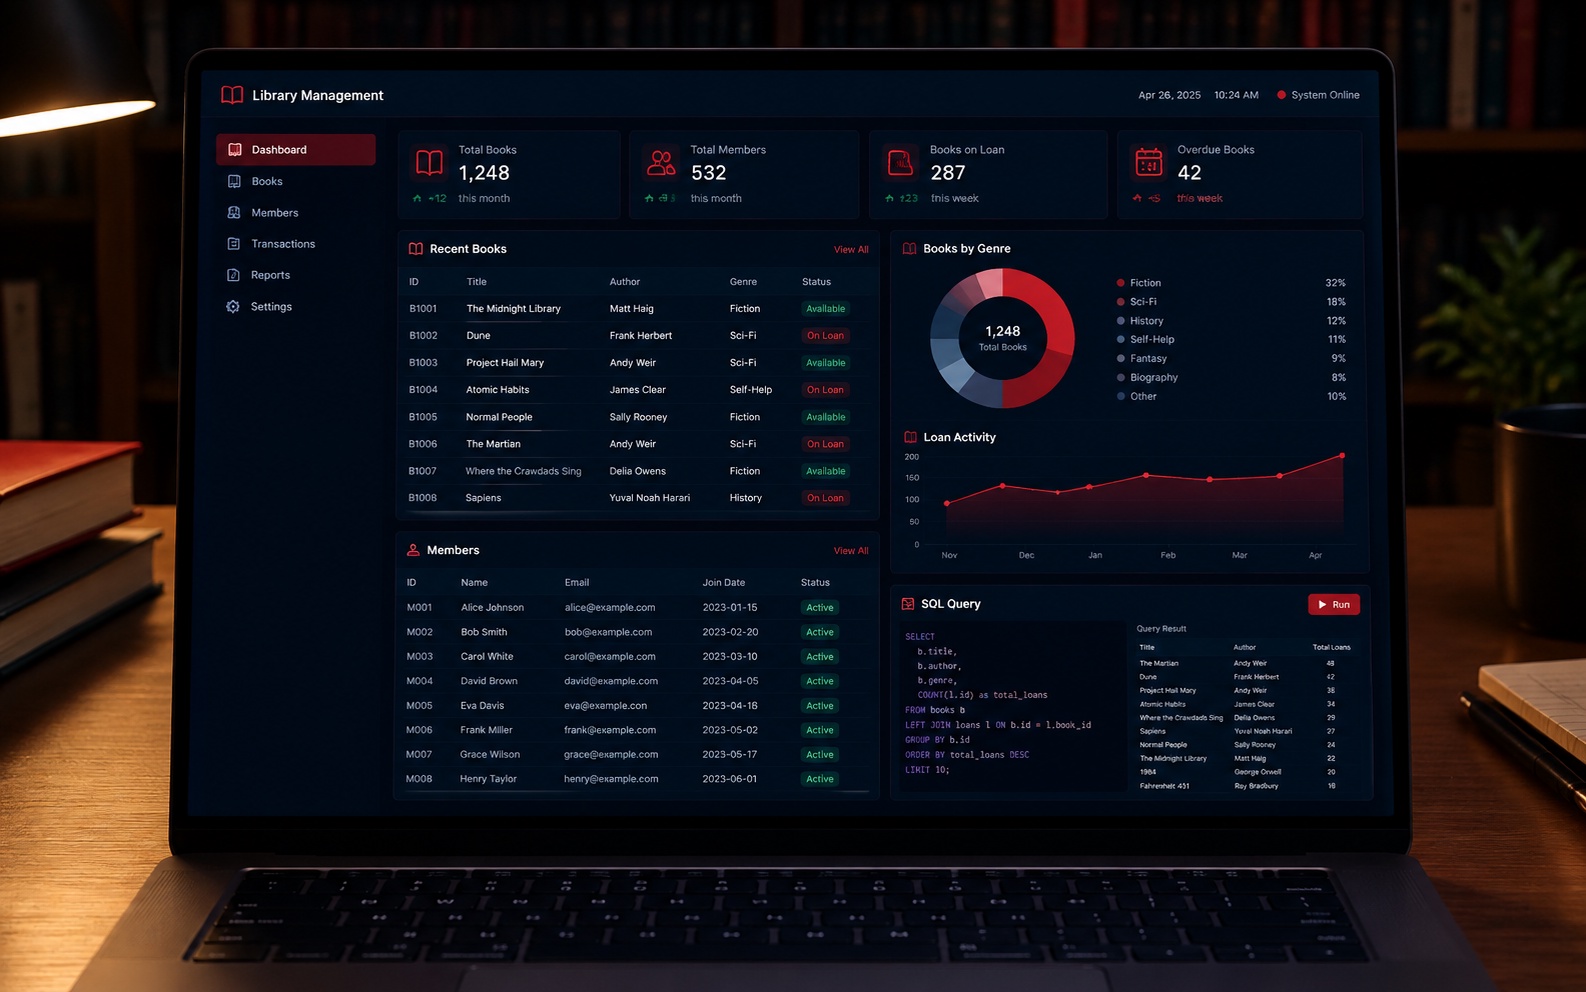 Library Management
Apr 26, 2025 10:24 AM System Online
Dashboard
Books
Members
Transactions
Reports
Settings
Total Books
1,248
+12 this month
Total Members
532
this month
Books on Loan
287
+23 this week
Overdue Books
42
this week
Recent Books View All
ID Title Author Genre Status
B1001 The Midnight Library Matt Haig Fiction Available
B1002 Dune Frank Herbert Sci-Fi On Loan
B1003 Project Hail Mary Andy Weir Sci-Fi Available
B1004 Atomic Habits James Clear Self-Help On Loan
B1005 Normal People Sally Rooney Fiction Available
B1006 The Martian Andy Weir Sci-Fi On Loan
B1007 Where the Crawdads Sing Delia Owens Fiction Available
B1008 Sapiens Yuval Noah Harari History On Loan
Members View All
ID Name Email Join Date Status
M001 Alice Johnson alice@example.com 2023-01-15 Active
M002 Bob Smith bob@example.com 2023-02-20 Active
M003 Carol White carol@example.com 2023-03-10 Active
M004 David Brown david@example.com 2023-04-05 Active
M005 Eva Davis eva@example.com 2023-04-16 Active
M006 Frank Miller frank@example.com 2023-05-02 Active
M007 Grace Wilson grace@example.com 2023-05-17 Active
M008 Henry Taylor henry@example.com 2023-06-01 Active
Books by Genre
1,248
Total Books
Fiction 32%
Sci-Fi 18%
History 12%
Self-Help 11%
Fantasy 9%
Biography 8%
Other 10%
Loan Activity
200
150
100
50
0
Nov Dec Jan Feb Mar Apr
SQL Query Run
SELECT
b.title,
b.author,
b.genre,
COUNT(l.id) as total_loans
FROM books b
LEFT JOIN loans l ON b.id = l.book_id
GROUP BY b.id
ORDER BY total_loans DESC
LIMIT 10;
Query Result
Title Author Total Loans
The Martian Andy Weir 48
Dune Frank Herbert 42
Project Hail Mary Andy Weir 38
Atomic Habits James Clear 34
Where the Crawdads Sing Delia Owens 29
Sapiens Yuval Noah Harari 27
Normal People Sally Rooney 24
The Midnight Library Matt Haig 22
1984 George Orwell 20
Fahrenheit 451 Ray Bradbury 16